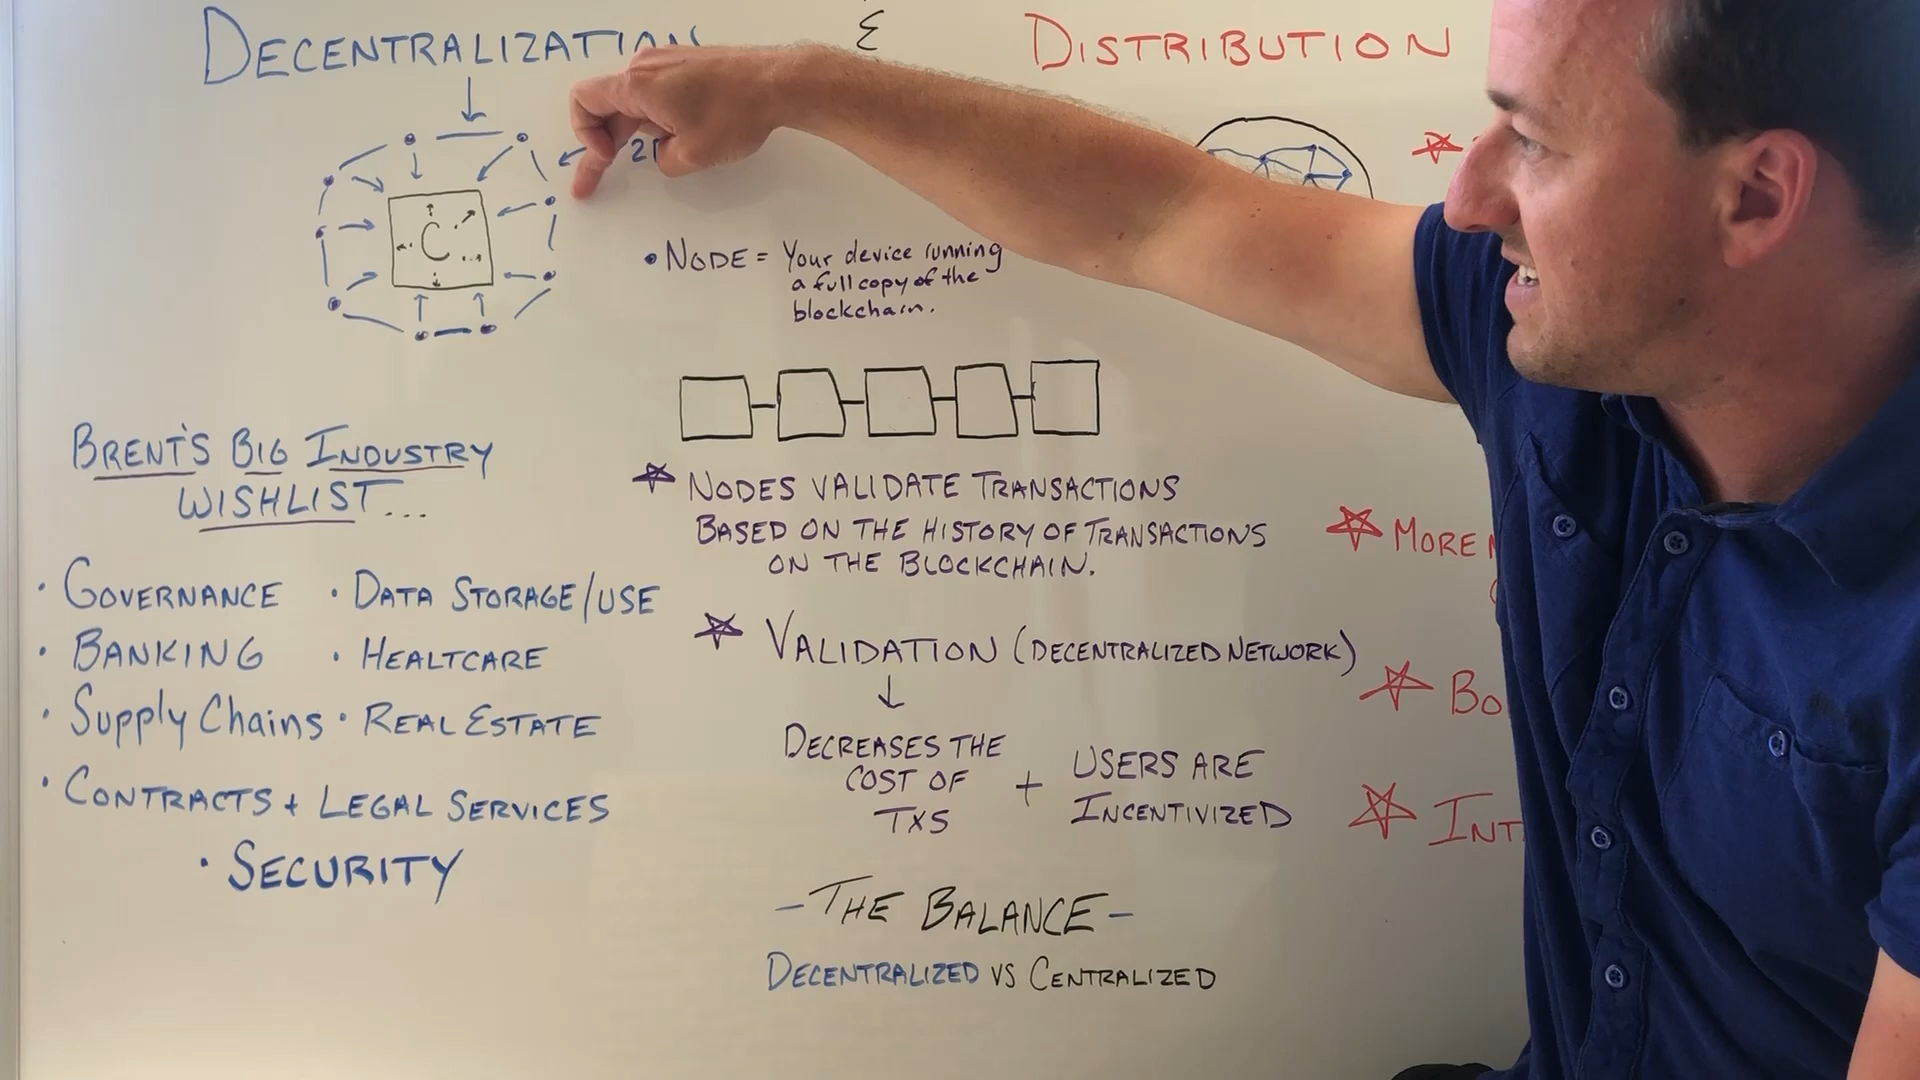 DECENTRALIZATION & DISTRIBUTION
C
• NODE = Your device running
a full copy of the
blockchain.
BRENT'S BIG INDUSTRY
WISHLIST...
• GOVERNANCE • DATA STORAGE/USE
• BANKING • HEALTCARE
• Supply Chains • REAL ESTATE
• CONTRACTS + LEGAL SERVICES
• SECURITY
NODES VALIDATE TRANSACTIONS
BASED ON THE HISTORY OF TRANSACTIONS
ON THE BLOCKCHAIN.
VALIDATION (DECENTRALIZED NETWORK)
DECREASES THE
COST OF
TXS
+
USERS ARE
INCENTIVIZED
- THE BALANCE -
DECENTRALIZED VS CENTRALIZED
MORE